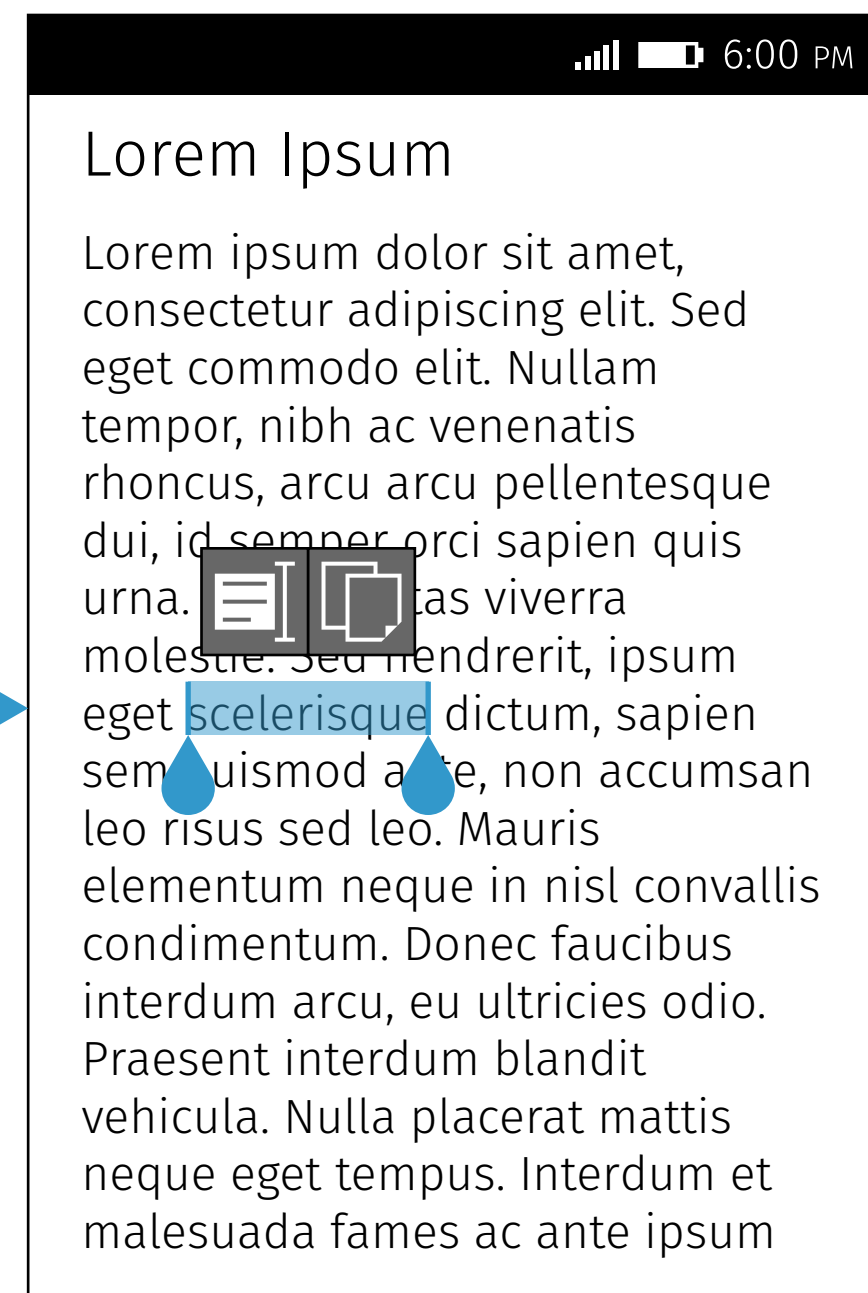 6:00 PM
Lorem Ipsum
Lorem ipsum dolor sit amet,
consectetur adipiscing elit. Sed
eget commodo elit. Nullam
tempor, nibh ac venenatis
rhoncus, arcu arcu pellentesque
dui, id semper orci sapien quis
urna. viverra
molestie. Sed hendrerit, ipsum
eget scelerisque dictum, sapien
sem non accumsan
leo risus sed leo. Mauris
elementum neque in nisl convallis
condimentum. Donec faucibus
interdum arcu, eu ultricies odio.
Praesent interdum blandit
vehicula. Nulla placerat mattis
neque eget tempus. Interdum et
malesuada fames ac ante ipsum